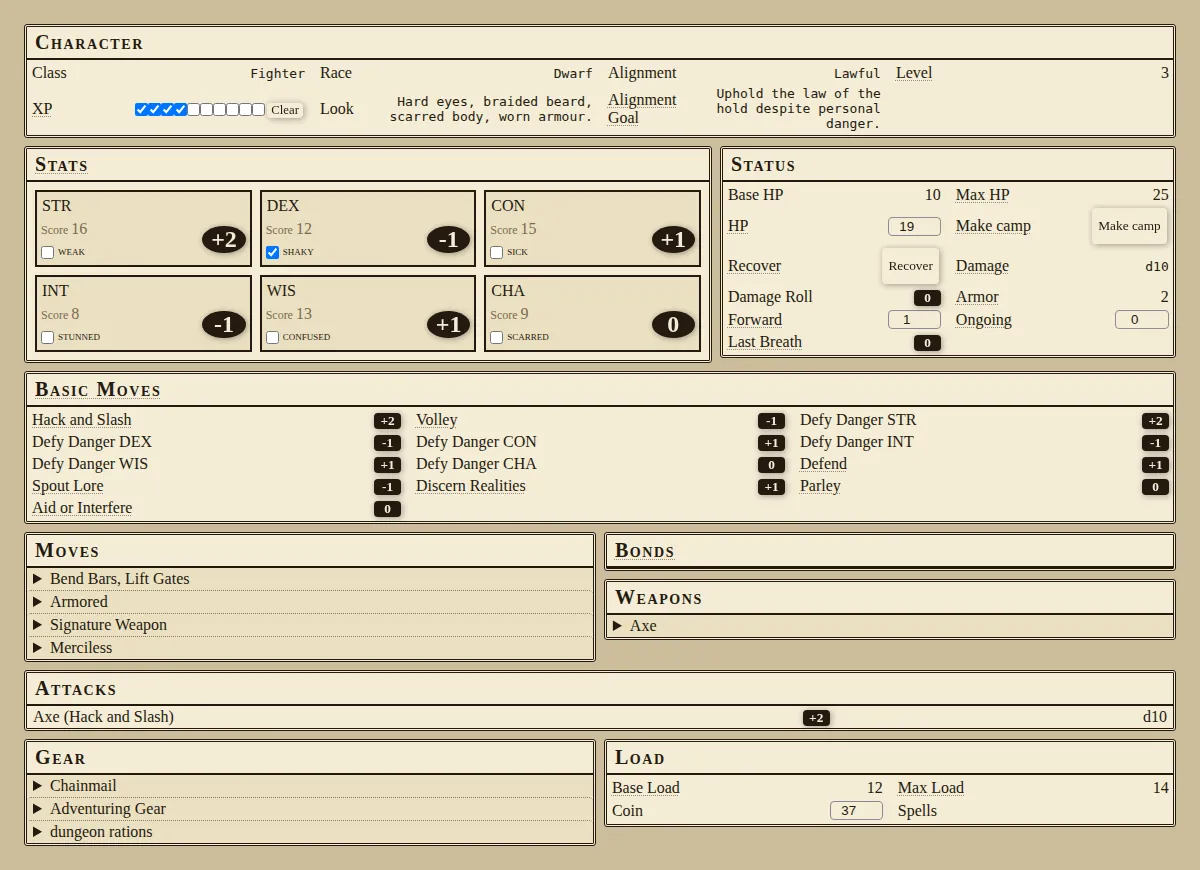 Character
Class Fighter Race Dwarf Alignment Lawful Level 3
XP Clear Look Hard eyes, braided beard, scarred body, worn armour. Alignment Goal Uphold the law of the hold despite personal danger.
Stats
STR
Score 16
+2
WEAK
DEX
Score 12
-1
SHAKY
CON
Score 15
+1
SICK
INT
Score 8
-1
STUNNED
WIS
Score 13
+1
CONFUSED
CHA
Score 9
0
SCARRED
Status
Base HP 10 Max HP 25
HP 19 Make camp Make camp
Recover Recover Damage d10
Damage Roll 0 Armor 2
Forward 1 Ongoing 0
Last Breath 0
Basic Moves
Hack and Slash +2 Volley -1 Defy Danger STR +2
Defy Danger DEX -1 Defy Danger CON +1 Defy Danger INT -1
Defy Danger WIS +1 Defy Danger CHA 0 Defend +1
Spout Lore -1 Discern Realities +1 Parley 0
Aid or Interfere 0
Moves
Bend Bars, Lift Gates
Armored
Signature Weapon
Merciless
Bonds
Weapons
Axe
Attacks
Axe (Hack and Slash) +2 d10
Gear
Chainmail
Adventuring Gear
dungeon rations
Load
Base Load 12 Max Load 14
Coin 37 Spells